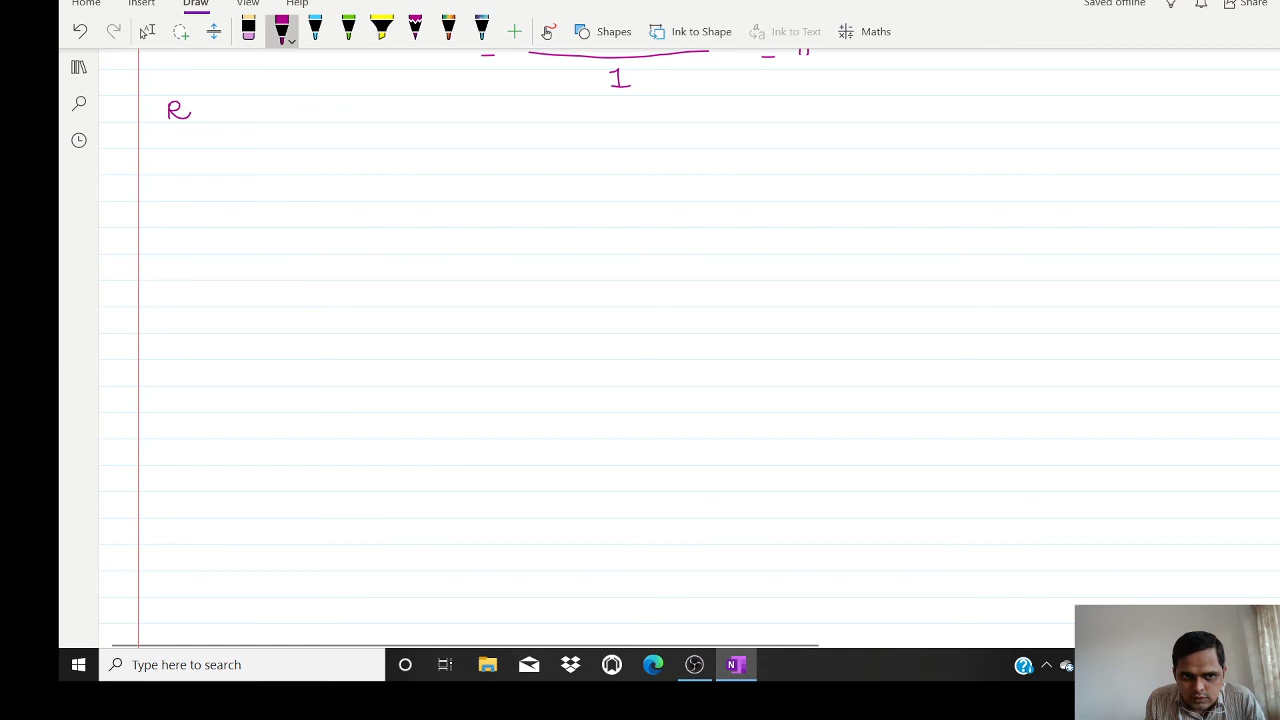 Home Insert Draw View Help Saved offline Share
Shapes Ink to Shape Ink to Text Maths
1
R
Type here to search